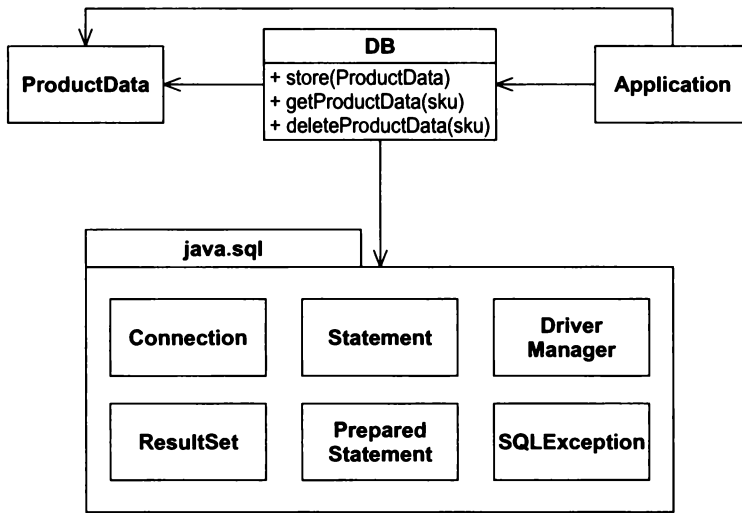 ProductData
DB
+ store(ProductData)
+ getProductData(sku)
+ deleteProductData(sku)
Application
java.sql
Connection
Statement
Driver
Manager
ResultSet
Prepared
Statement
SQLException